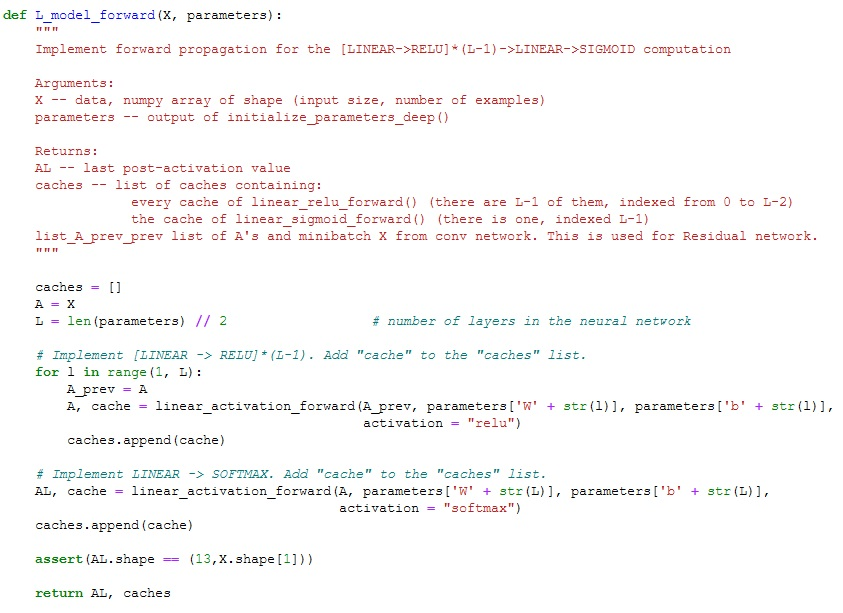 def L_model_forward(X, parameters):
    """
    Implement forward propagation for the [LINEAR->RELU]*(L-1)->LINEAR->SIGMOID computation

    Arguments:
    X -- data, numpy array of shape (input size, number of examples)
    parameters -- output of initialize_parameters_deep()

    Returns:
    AL -- last post-activation value
    caches -- list of caches containing:
                every cache of linear_relu_forward() (there are L-1 of them, indexed from 0 to L-2)
                the cache of linear_sigmoid_forward() (there is one, indexed L-1)
    list_A_prev_prev list of A's and minibatch X from conv network. This is used for Residual network.
    """

    caches = []
    A = X
    L = len(parameters) // 2                  # number of layers in the neural network

    # Implement [LINEAR -> RELU]*(L-1). Add "cache" to the "caches" list.
    for l in range(1, L):
        A_prev = A
        A, cache = linear_activation_forward(A_prev, parameters['W' + str(l)], parameters['b' + str(l)],
                                             activation = "relu")
        caches.append(cache)

    # Implement LINEAR -> SOFTMAX. Add "cache" to the "caches" list.
    AL, cache = linear_activation_forward(A, parameters['W' + str(L)], parameters['b' + str(L)],
                                          activation = "softmax")
    caches.append(cache)

    assert(AL.shape == (13,X.shape[1]))

    return AL, caches